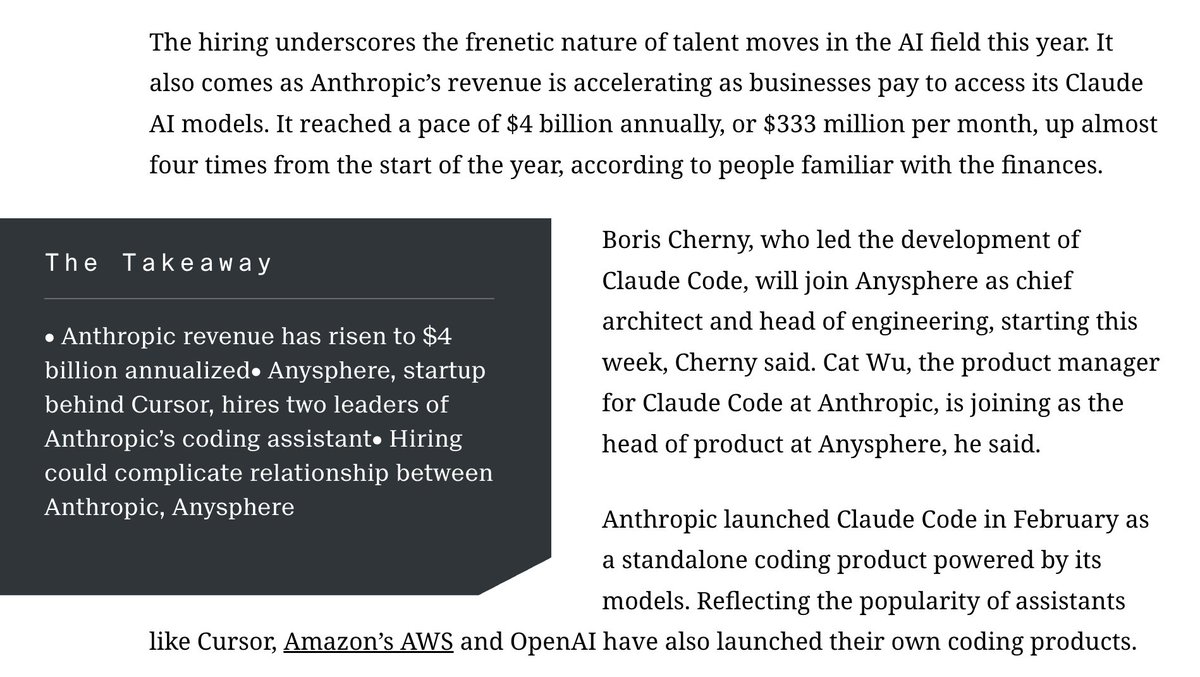 The hiring underscores the frenetic nature of talent moves in the AI field this year. It
also comes as Anthropic’s revenue is accelerating as businesses pay to access its Claude
AI models. It reached a pace of $4 billion annually, or $333 million per month, up almost
four times from the start of the year, according to people familiar with the finances.
The Takeaway
• Anthropic revenue has risen to $4
billion annualized• Anysphere, startup
behind Cursor, hires two leaders of
Anthropic’s coding assistant• Hiring
could complicate relationship between
Anthropic, Anysphere
Boris Cherny, who led the development of
Claude Code, will join Anysphere as chief
architect and head of engineering, starting this
week, Cherny said. Cat Wu, the product manager
for Claude Code at Anthropic, is joining as the
head of product at Anysphere, he said.
Anthropic launched Claude Code in February as
a standalone coding product powered by its
models. Reflecting the popularity of assistants
like Cursor, Amazon’s AWS and OpenAI have also launched their own coding products.